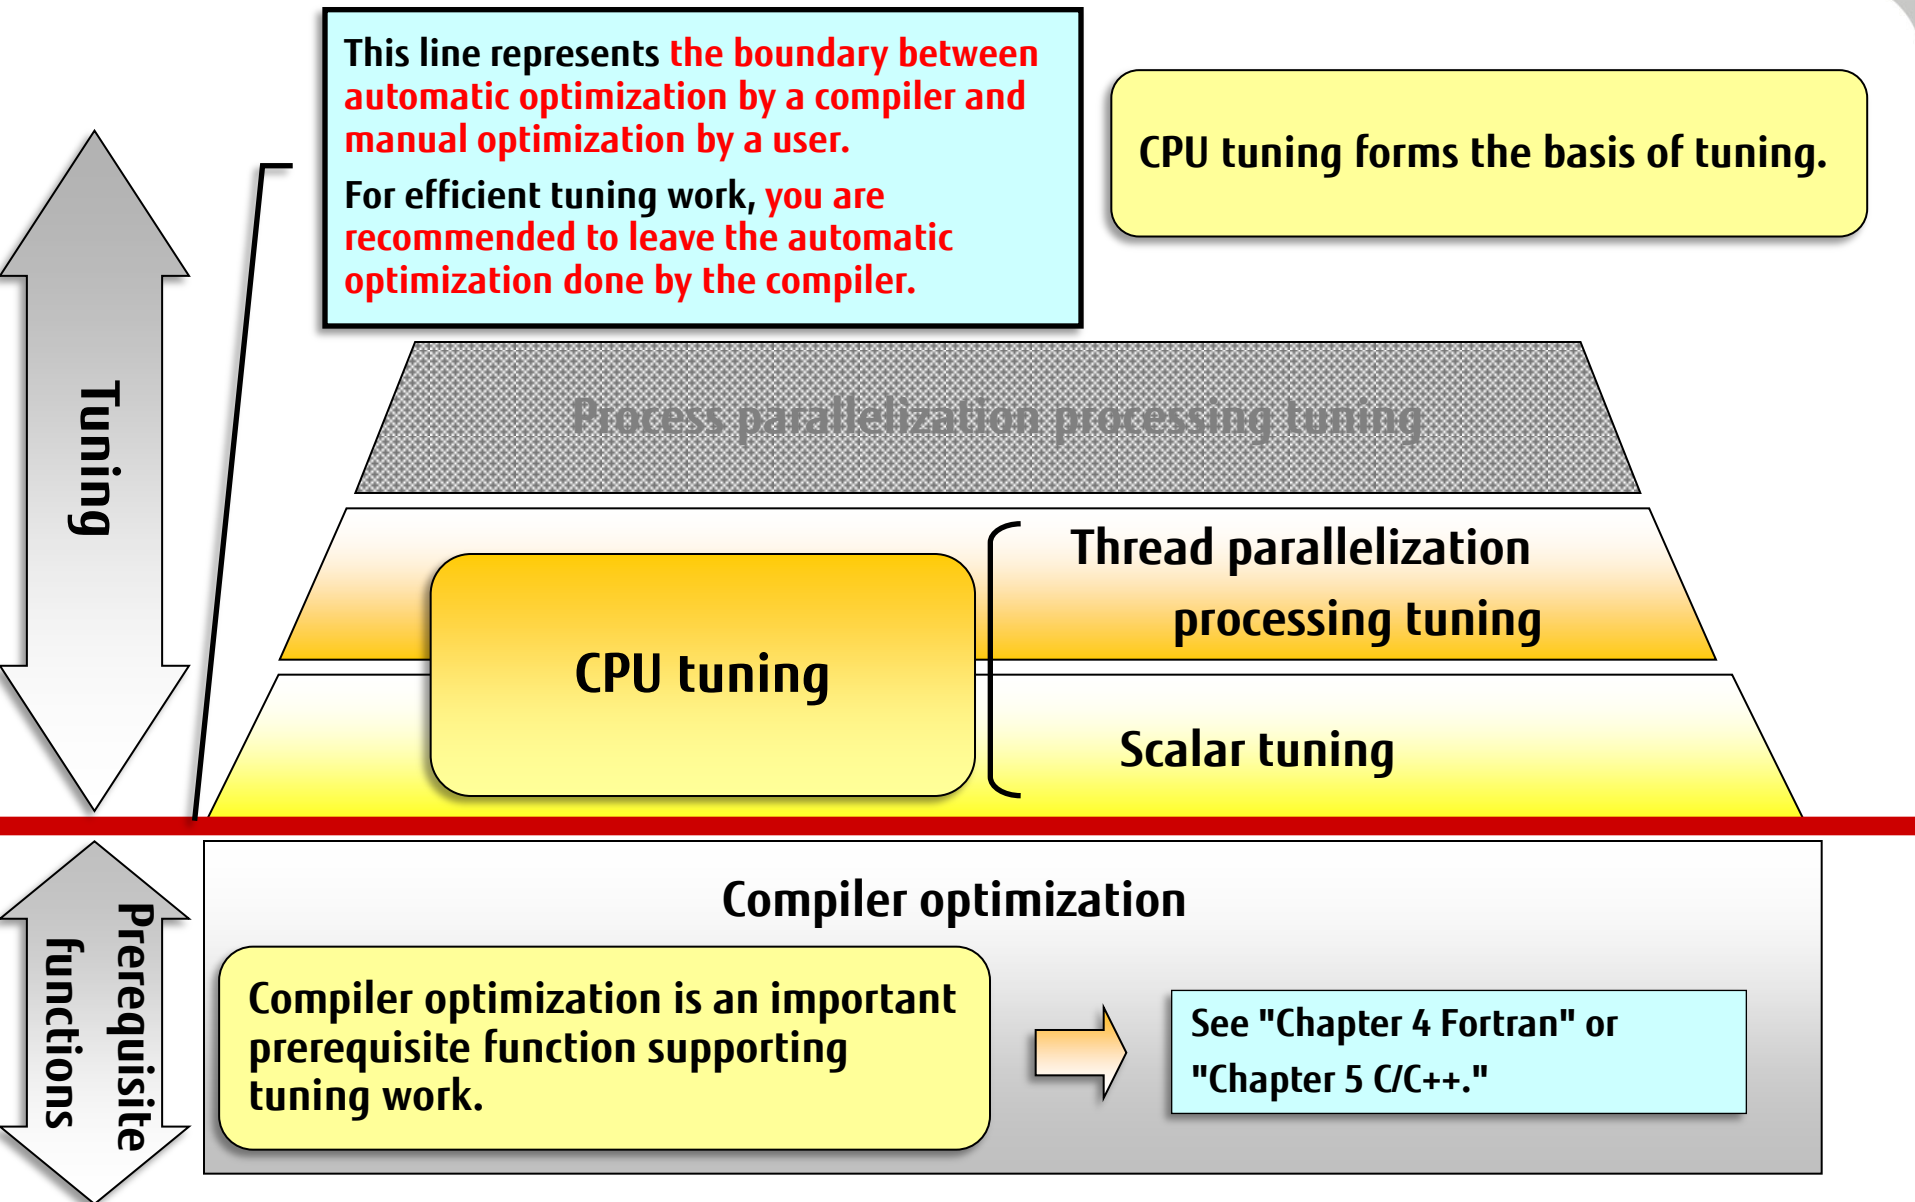 This line represents the boundary between
automatic optimization by a compiler and
manual optimization by a user.
For efficient tuning work, you are
recommended to leave the automatic
optimization done by the compiler.
CPU tuning forms the basis of tuning.
Tuning
Process parallelization processing tuning
Thread parallelization
processing tuning
CPU tuning
Scalar tuning
Prerequisite
functions
Compiler optimization
Compiler optimization is an important
prerequisite function supporting
tuning work.
See "Chapter 4 Fortran" or
"Chapter 5 C/C++."